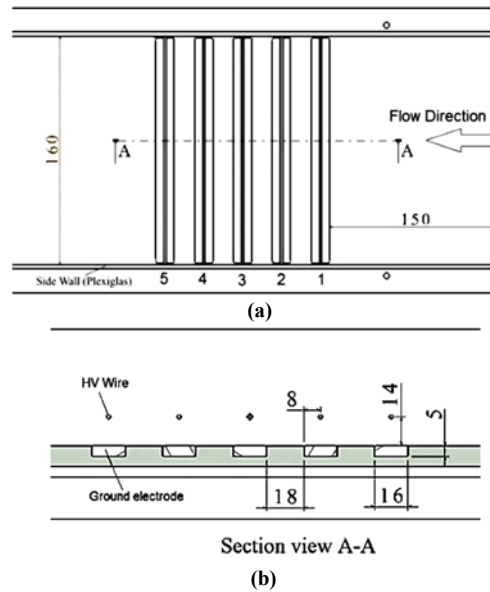 Flow Direction
A A
160
150
Side Wall (Plexiglas)
5 4 3 2 1
(a)
HV Wire
8
14
5
Ground electrode
18
16
Section view A-A
(b)